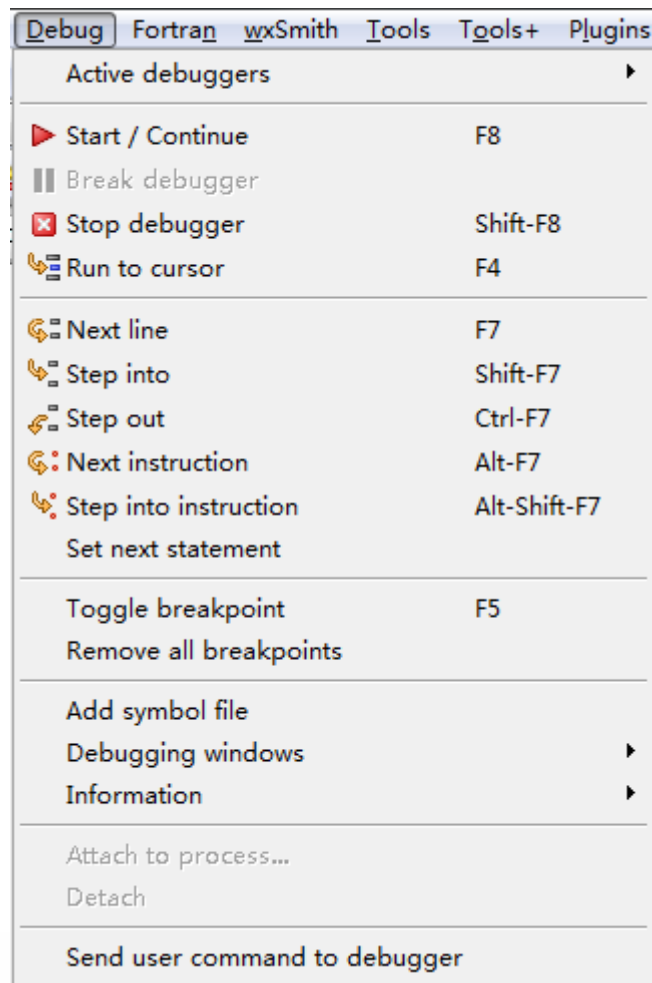 Debug Fortran wxSmith Tools Tools+ Plugins
Active debuggers
Start / Continue F8
Break debugger
Stop debugger Shift-F8
Run to cursor F4
Next line F7
Step into Shift-F7
Step out Ctrl-F7
Next instruction Alt-F7
Step into instruction Alt-Shift-F7
Set next statement
Toggle breakpoint F5
Remove all breakpoints
Add symbol file
Debugging windows
Information
Attach to process...
Detach
Send user command to debugger